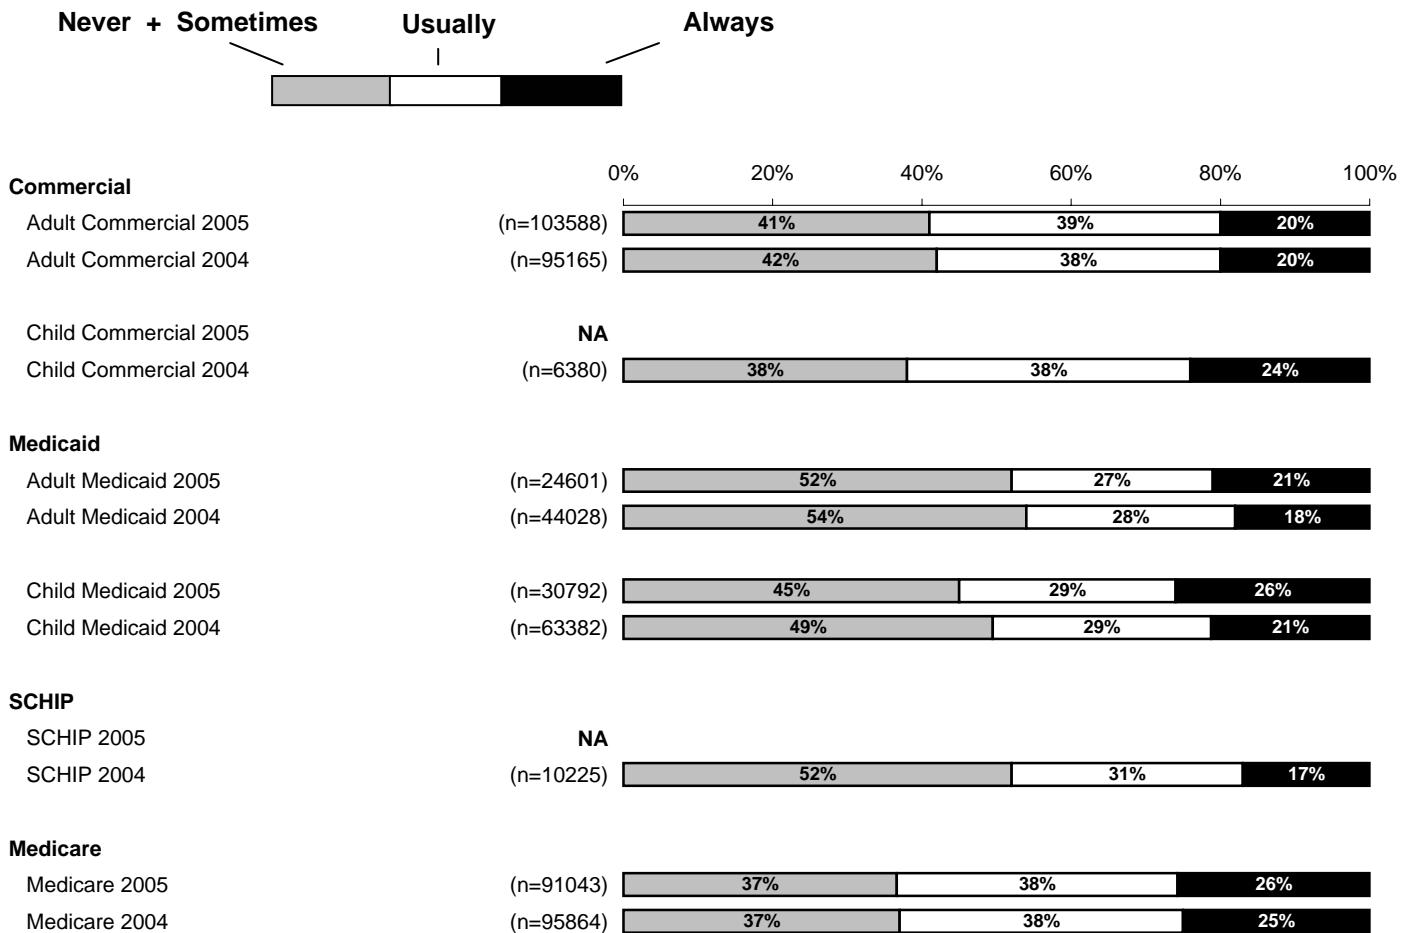 Never + Sometimes Usually Always
0% 20% 40% 60% 80% 100%
Commercial
Adult Commercial 2005 (n=103588) 41% 39% 20%
Adult Commercial 2004 (n=95165) 42% 38% 20%
Child Commercial 2005 NA
Child Commercial 2004 (n=6380) 38% 38% 24%
Medicaid
Adult Medicaid 2005 (n=24601) 52% 27% 21%
Adult Medicaid 2004 (n=44028) 54% 28% 18%
Child Medicaid 2005 (n=30792) 45% 29% 26%
Child Medicaid 2004 (n=63382) 49% 29% 21%
SCHIP
SCHIP 2005 NA
SCHIP 2004 (n=10225) 52% 31% 17%
Medicare
Medicare 2005 (n=91043) 37% 38% 26%
Medicare 2004 (n=95864) 37% 38% 25%